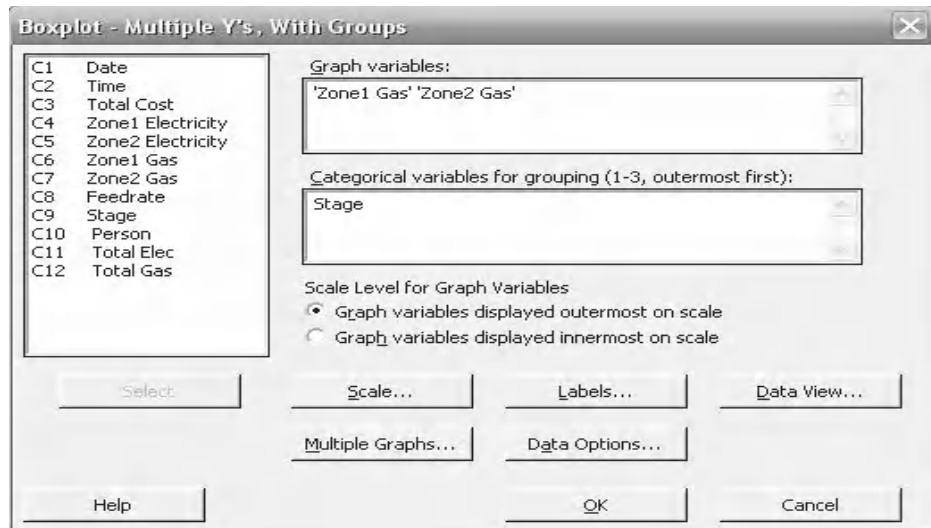 Boxplot - Multiple Y's, With Groups
C1 Date
C2 Time
C3 Total Cost
C4 Zone1 Electricity
C5 Zone2 Electricity
C6 Zone1 Gas
C7 Zone2 Gas
C8 Feedrate
C9 Stage
C10 Person
C11 Total Elec
C12 Total Gas
Graph variables:
'Zone1 Gas' 'Zone2 Gas'
Categorical variables for grouping (1-3, outermost first):
Stage
Scale Level for Graph Variables
Graph variables displayed outermost on scale
Graph variables displayed innermost on scale
Select
Scale...
Labels...
Data View...
Multiple Graphs...
Data Options...
Help
OK
Cancel